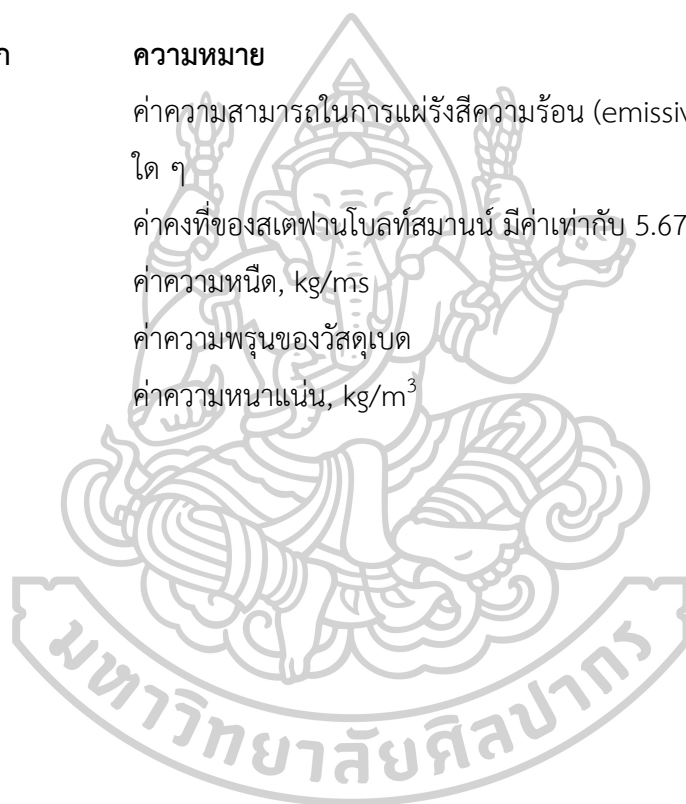 ความหมาย
ค่าความสามารถในการแผ่รังสีความร้อน
ใด ๆ
ค่าคงที่ของสเตฟานโบลท์สมานน์ มีค่าเท่ากับ 5.67
ค่าความหนืด, kg/ms
ค่าความพรุนของวัสดุเบด
ค่าความหนาแน่น, kg/m³
มหาวิทยาลัยศิลปากร